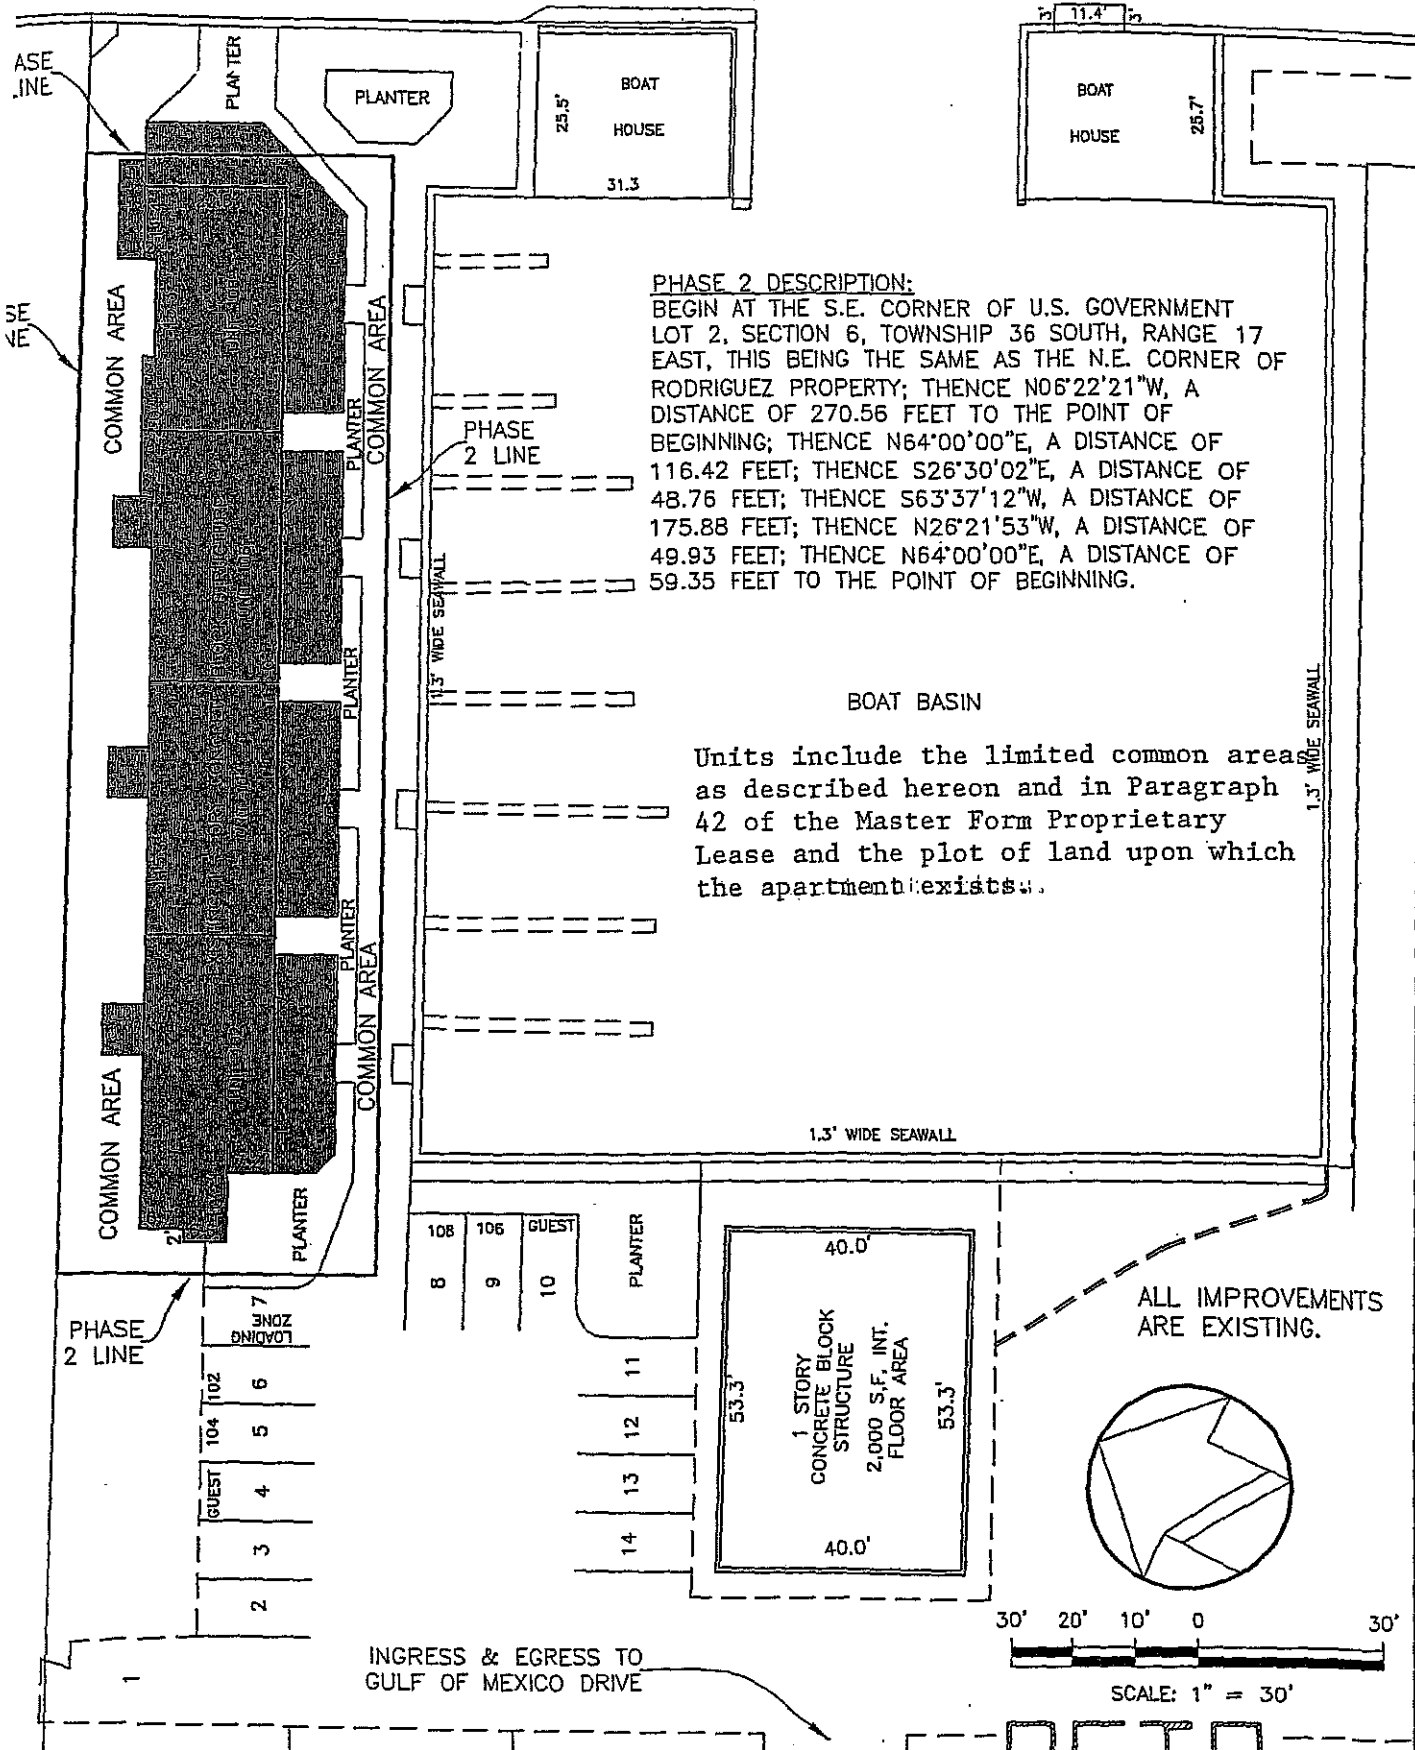 3' 11.4' 3'
ASE
LINE
PLANTER
PLANTER
BOAT
HOUSE
25.5'
31.3
BOAT
HOUSE
25.7'
COMMON AREA
COMMON AREA
PLANTER
PHASE
2 LINE
PHASE 2 DESCRIPTION:
BEGIN AT THE S.E. CORNER OF U.S. GOVERNMENT
LOT 2, SECTION 6, TOWNSHIP 36 SOUTH, RANGE 17
EAST, THIS BEING THE SAME AS THE N.E. CORNER OF
RODRIGUEZ PROPERTY; THENCE N06°22'21"W, A
DISTANCE OF 270.56 FEET TO THE POINT OF
BEGINNING; THENCE N64°00'00"E, A DISTANCE OF
116.42 FEET; THENCE S26°30'02"E, A DISTANCE OF
48.76 FEET; THENCE S63°37'12"W, A DISTANCE OF
175.88 FEET; THENCE N26°21'53"W, A DISTANCE OF
49.93 FEET; THENCE N64°00'00"E, A DISTANCE OF
59.35 FEET TO THE POINT OF BEGINNING.
1.3' WIDE SEAWALL
PLANTER
BOAT BASIN
1.3' WIDE SEAWALL
Units include the limited common areas
as described hereon and in Paragraph
42 of the Master Form Proprietary
Lease and the plot of land upon which
the apartment exists.
PLANTER
COMMON AREA
COMMON AREA
1.3' WIDE SEAWALL
2'
PLANTER
PHASE
2 LINE
108 106 GUEST
8 9 10
PLANTER
40.0'
53.3'
1 STORY
CONCRETE BLOCK
STRUCTURE
2,000 S.F. INT.
FLOOR AREA
53.3'
40.0'
ALL IMPROVEMENTS
ARE EXISTING.
7
LOADING
ZONE
102 6
104 5
GUEST 4
3
2
1
11
12
13
14
INGRESS & EGRESS TO
GULF OF MEXICO DRIVE
30' 20' 10' 0 30'
SCALE: 1" = 30'